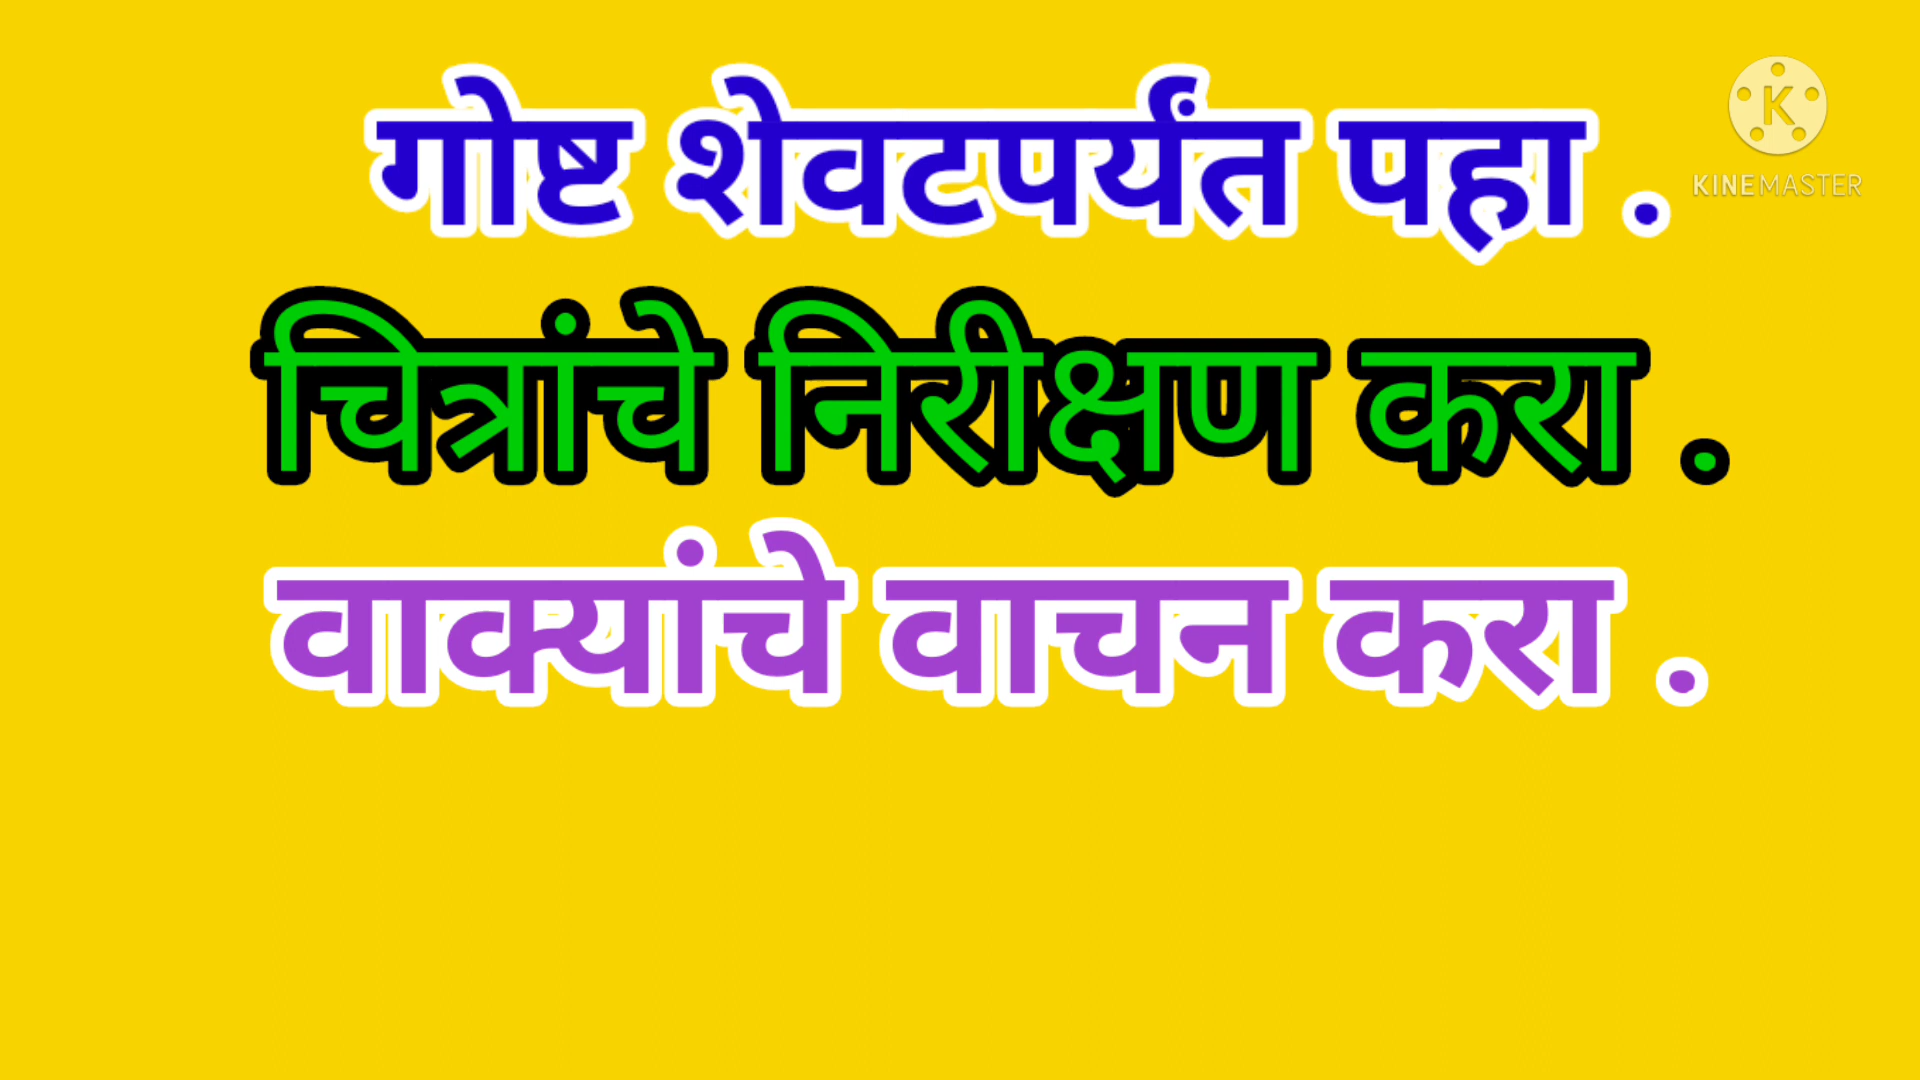 गोष्ट शेवटपर्यंत पहा .
चित्रांचे निरीक्षण करा .
वाक्यांचे वाचन करा .
K
KINEMASTER